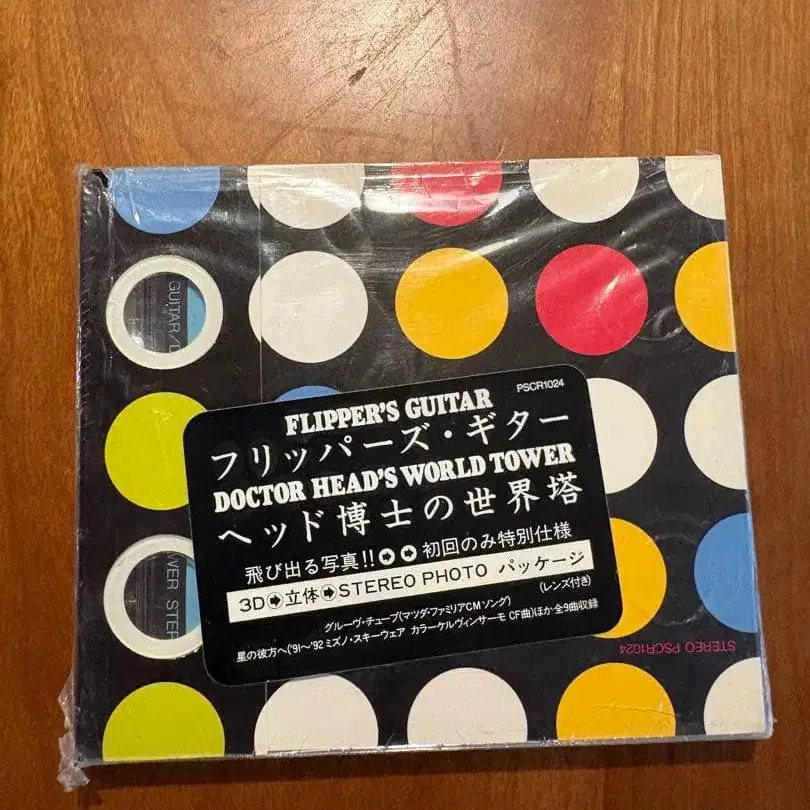 GUITAR/D
PSCR1024
FLIPPER'S GUITAR
フリッパーズ・ギター
DOCTOR HEAD'S WORLD TOWER
ヘッド博士の世界塔
飛び出る写真!!➡➡初回のみ特別仕様
3D➡立体➡STEREO PHOTO パッケージ
(レンズ付き)
グルーヴ・チューブ(マツダ・ファミリアCMソング)
星の彼方へ('91〜'92ミズノ・スキーウェア カラーケルヴィンサーモ CF曲)ほか全9曲収録
WER STER
STEREO PSCR1024